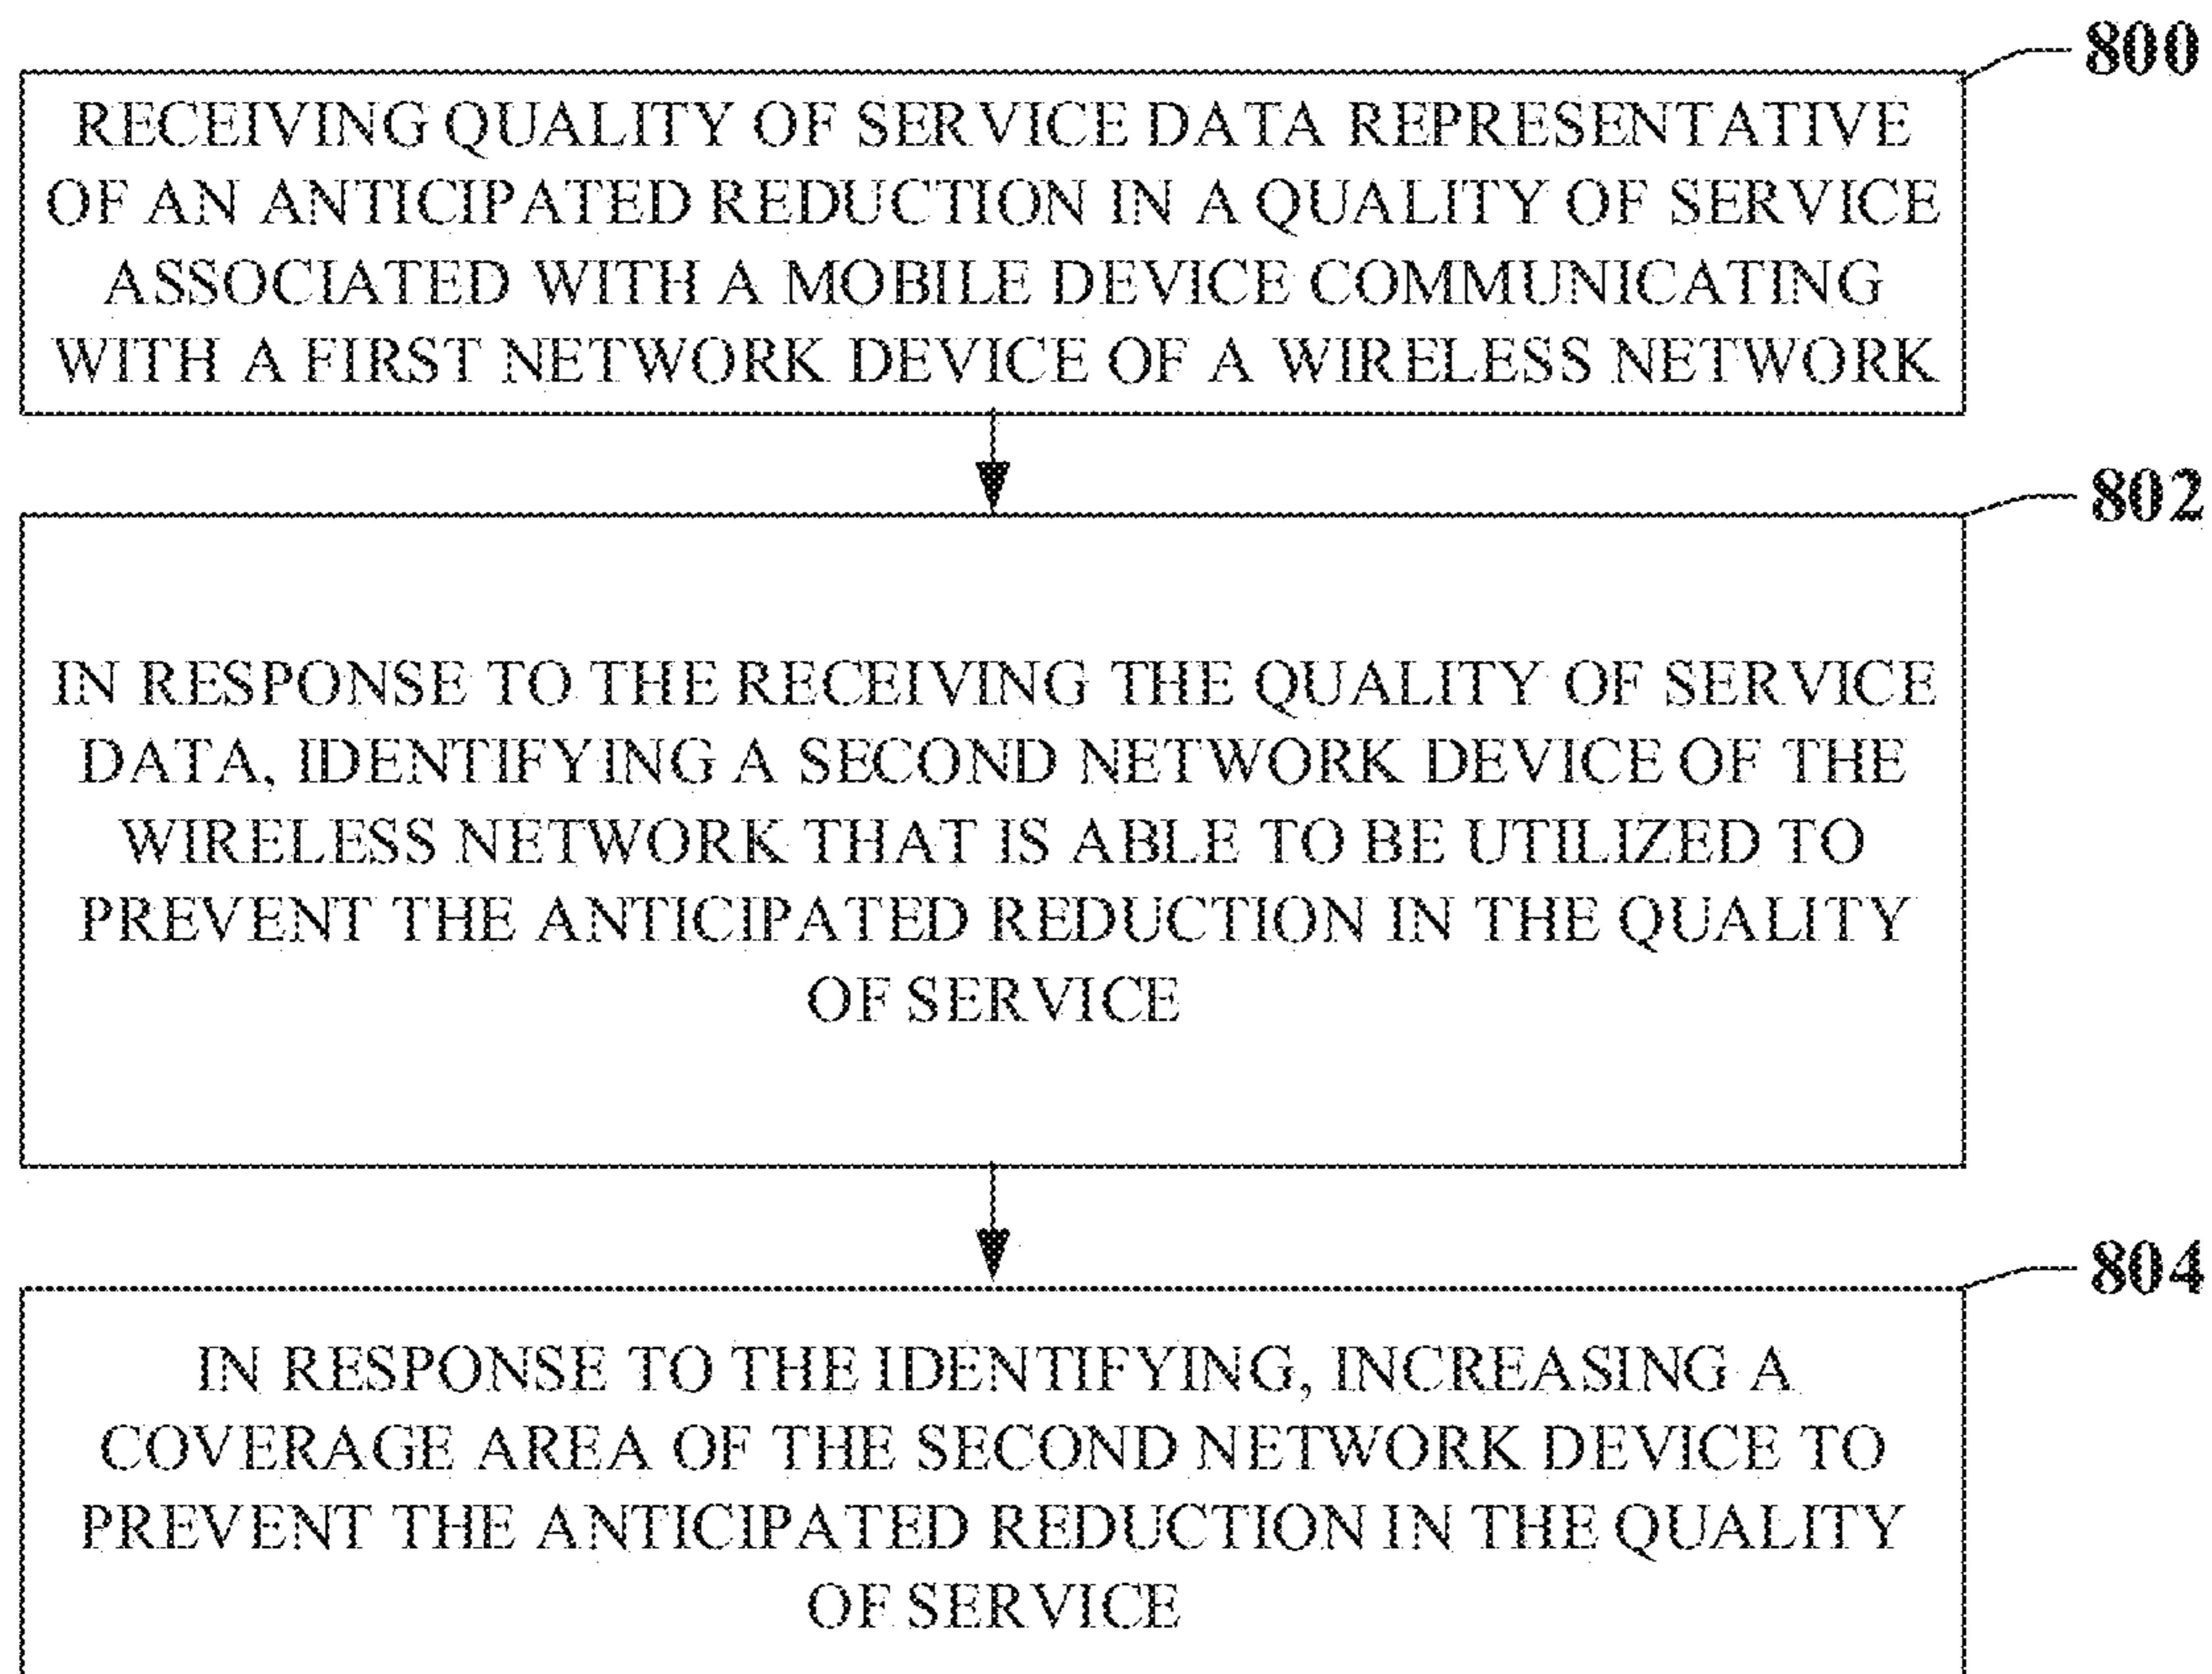 800
RECEIVING QUALITY OF SERVICE DATA REPRESENTATIVE
OF AN ANTICIPATED REDUCTION IN A QUALITY OF SERVICE
ASSOCIATED WITH A MOBILE DEVICE COMMUNICATING
WITH A FIRST NETWORK DEVICE OF A WIRELESS NETWORK
802
IN RESPONSE TO THE RECEIVING THE QUALITY OF SERVICE
DATA, IDENTIFYING A SECOND NETWORK DEVICE OF THE
WIRELESS NETWORK THAT IS ABLE TO BE UTILIZED TO
PREVENT THE ANTICIPATED REDUCTION IN THE QUALITY
OF SERVICE
804
IN RESPONSE TO THE IDENTIFYING, INCREASING A
COVERAGE AREA OF THE SECOND NETWORK DEVICE TO
PREVENT THE ANTICIPATED REDUCTION IN THE QUALITY
OF SERVICE